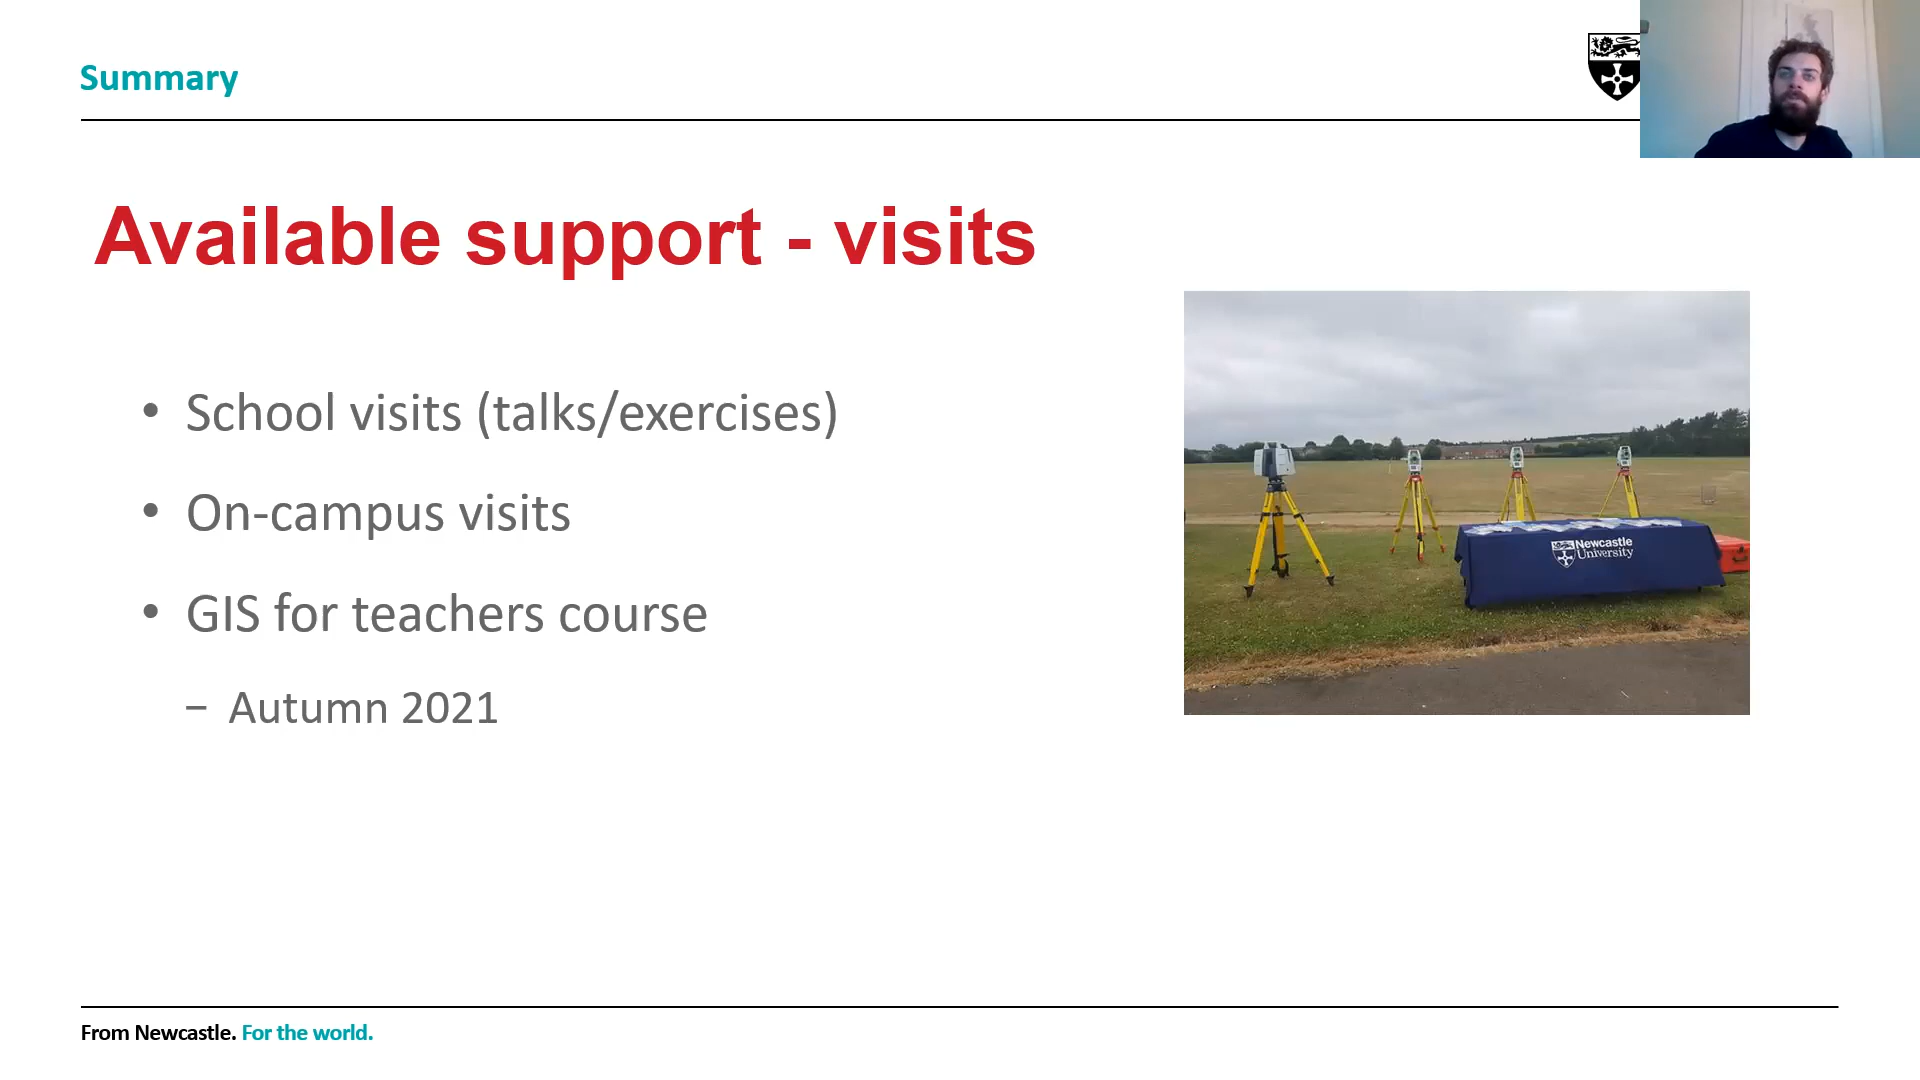 Summary
Available support - visits
• School visits (talks/exercises)
• On-campus visits
• GIS for teachers course
− Autumn 2021
Newcastle
University
From Newcastle. For the world.